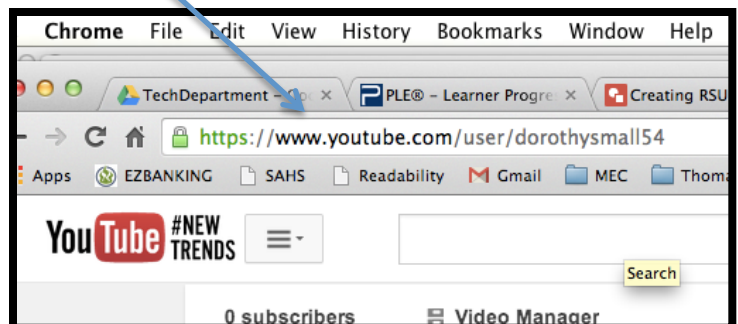 Chrome File Edit View History Bookmarks Window Help
TechDepartment – PLE® – Learner Progre Creating RSU
https://www.youtube.com/user/dorothysmall54
Apps EZBANKING SAHS Readability Gmail MEC Thoma
YouTube #NEW
TRENDS
Search
0 subscribers Video Manager